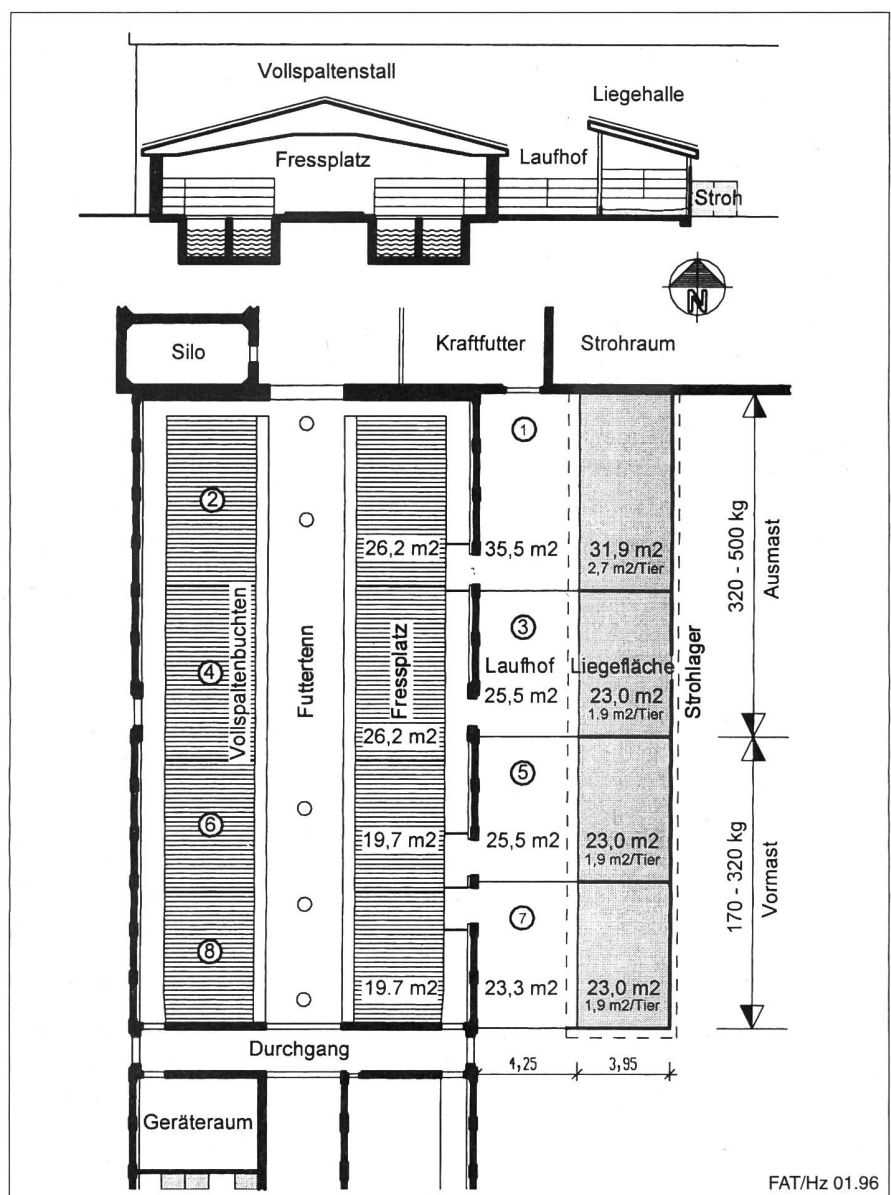 Vollspaltenstall
Liegehalle
Fressplatz
Laufhof
Stroh
N
Silo
Kraftfutter
Strohraum
1
2
26,2 m2
35,5 m2
31,9 m2
2,7 m2/Tier
320 - 500 kg
Ausmast
3
4
Vollspaltenbuchten
Futtertenn
Fressplatz
Laufhof
Liegefläche
Strohlager
25,5 m2
23,0 m2
1.9 m2/Tier
26,2 m2
5
6
19,7 m2
25,5 m2
23,0 m2
1,9 m2/Tier
170 - 320 kg
Vormast
7
8
19.7 m2
23,3 m2
23,0 m2
1,9 m2/Tier
Durchgang
4,25
3,95
Geräteraum
FAT/Hz 01.96